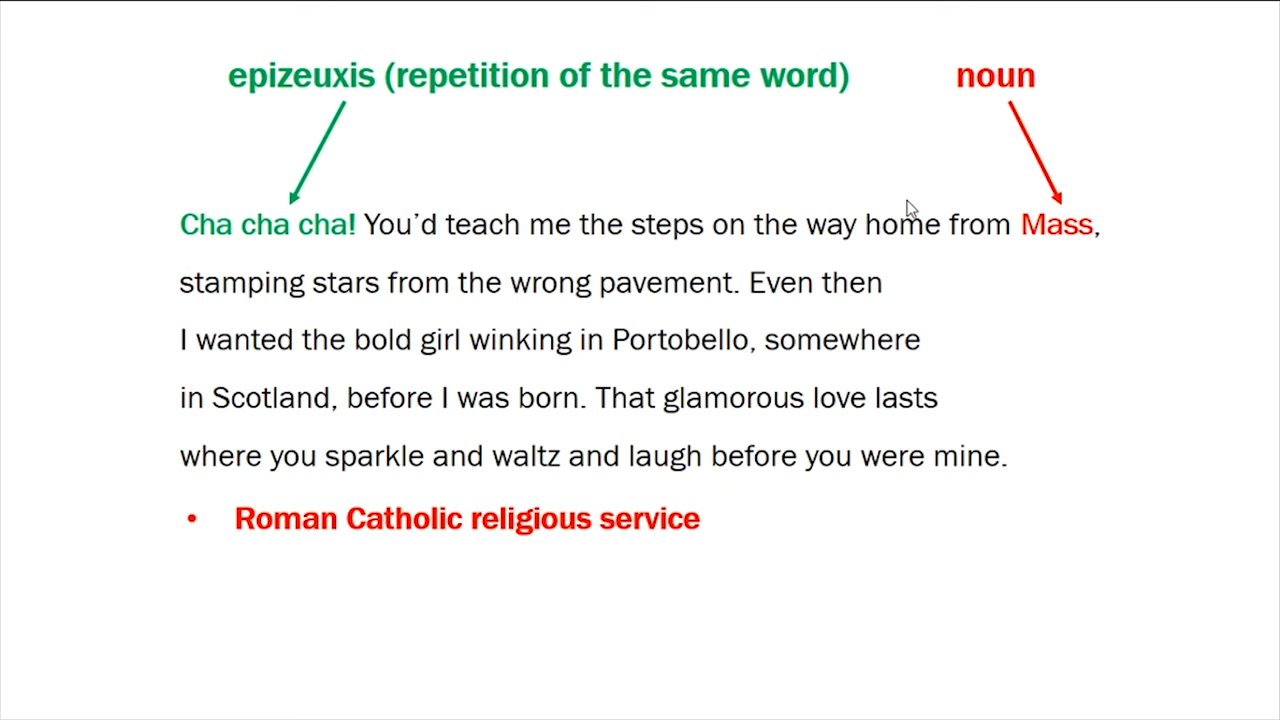 epizeuxis (repetition of the same word) noun
Cha cha cha! You’d teach me the steps on the way home from Mass,
stamping stars from the wrong pavement. Even then
I wanted the bold girl winking in Portobello, somewhere
in Scotland, before I was born. That glamorous love lasts
where you sparkle and waltz and laugh before you were mine.
• Roman Catholic religious service